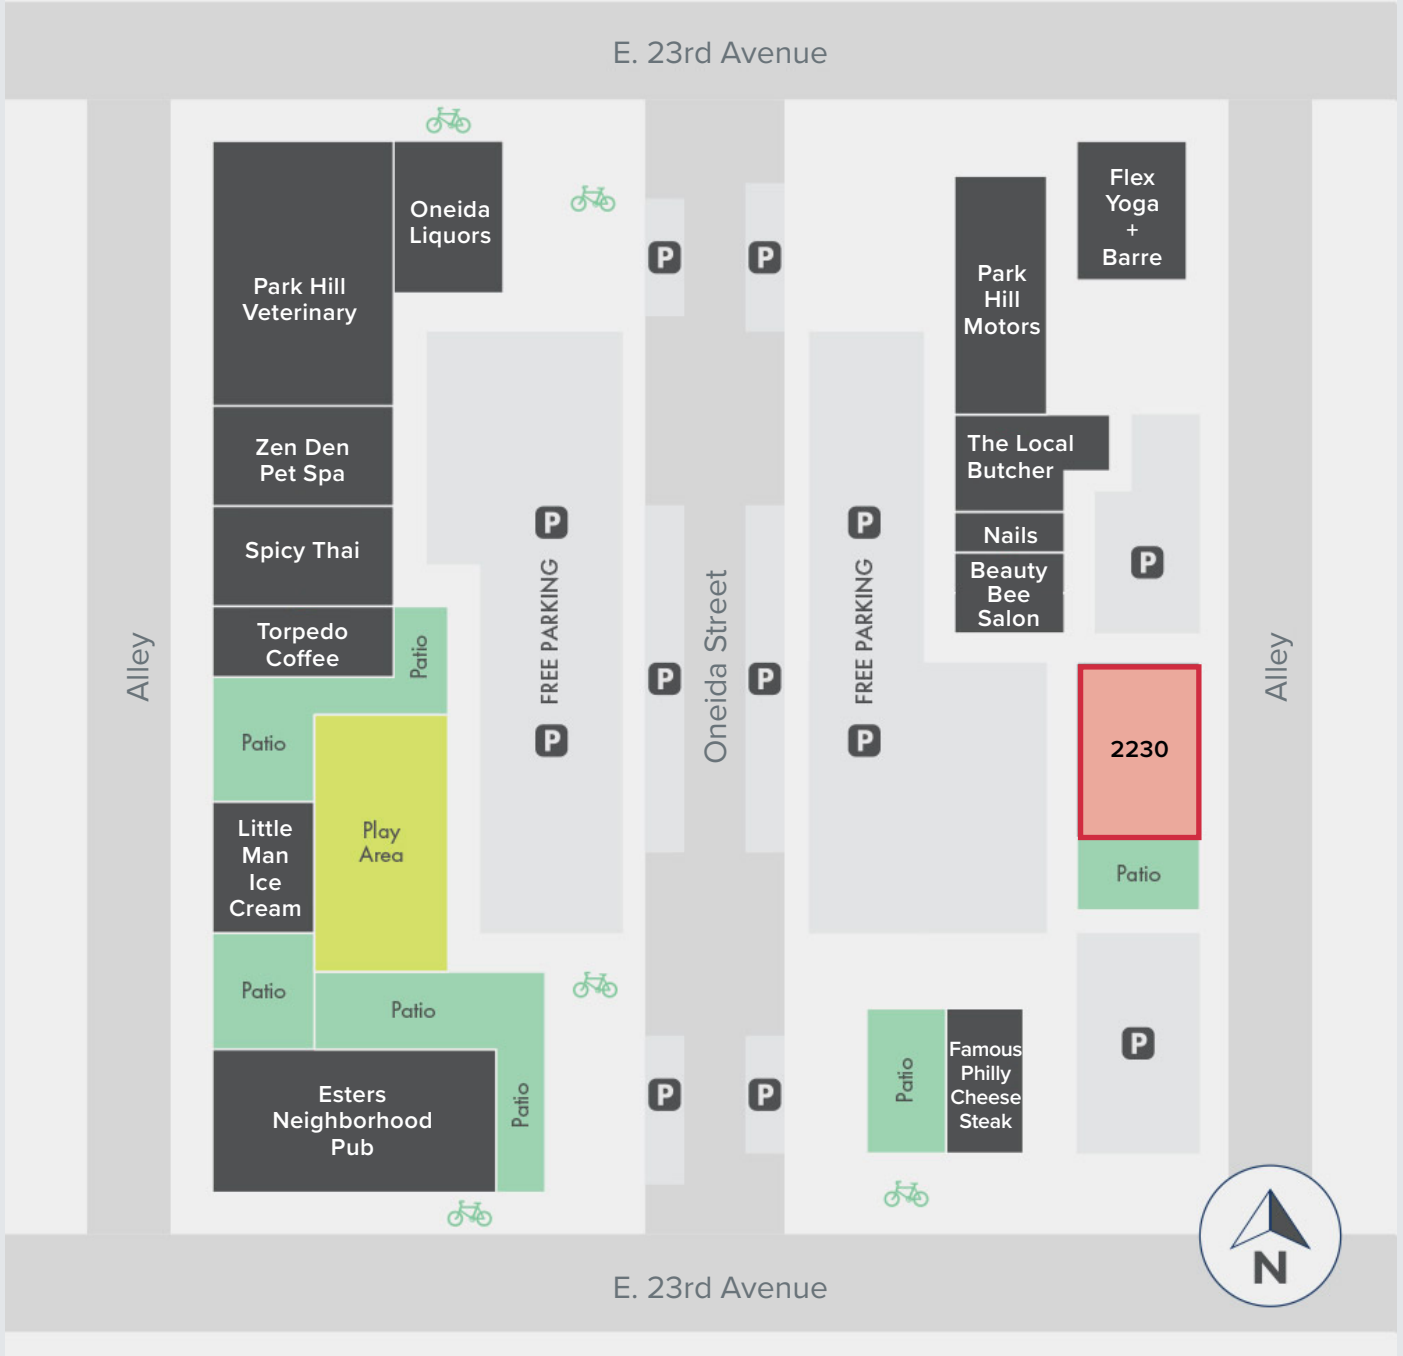 E. 23rd Avenue
Park Hill
Veterinary
Oneida
Liquors
Zen Den
Pet Spa
Spicy Thai
Torpedo
Coffee
Patio
Patio
Play
Area
Little
Man
Ice
Cream
Patio
Patio
Patio
Esters
Neighborhood
Pub
Alley
P
FREE PARKING
P
P
P
P
Oneida Street
P
P
P
P
FREE PARKING
P
Park
Hill
Motors
Flex
Yoga
+
Barre
The Local
Butcher
Nails
Beauty
Bee
Salon
P
2230
Patio
Alley
Patio
Famous
Philly
Cheese
Steak
P
N
E. 23rd Avenue